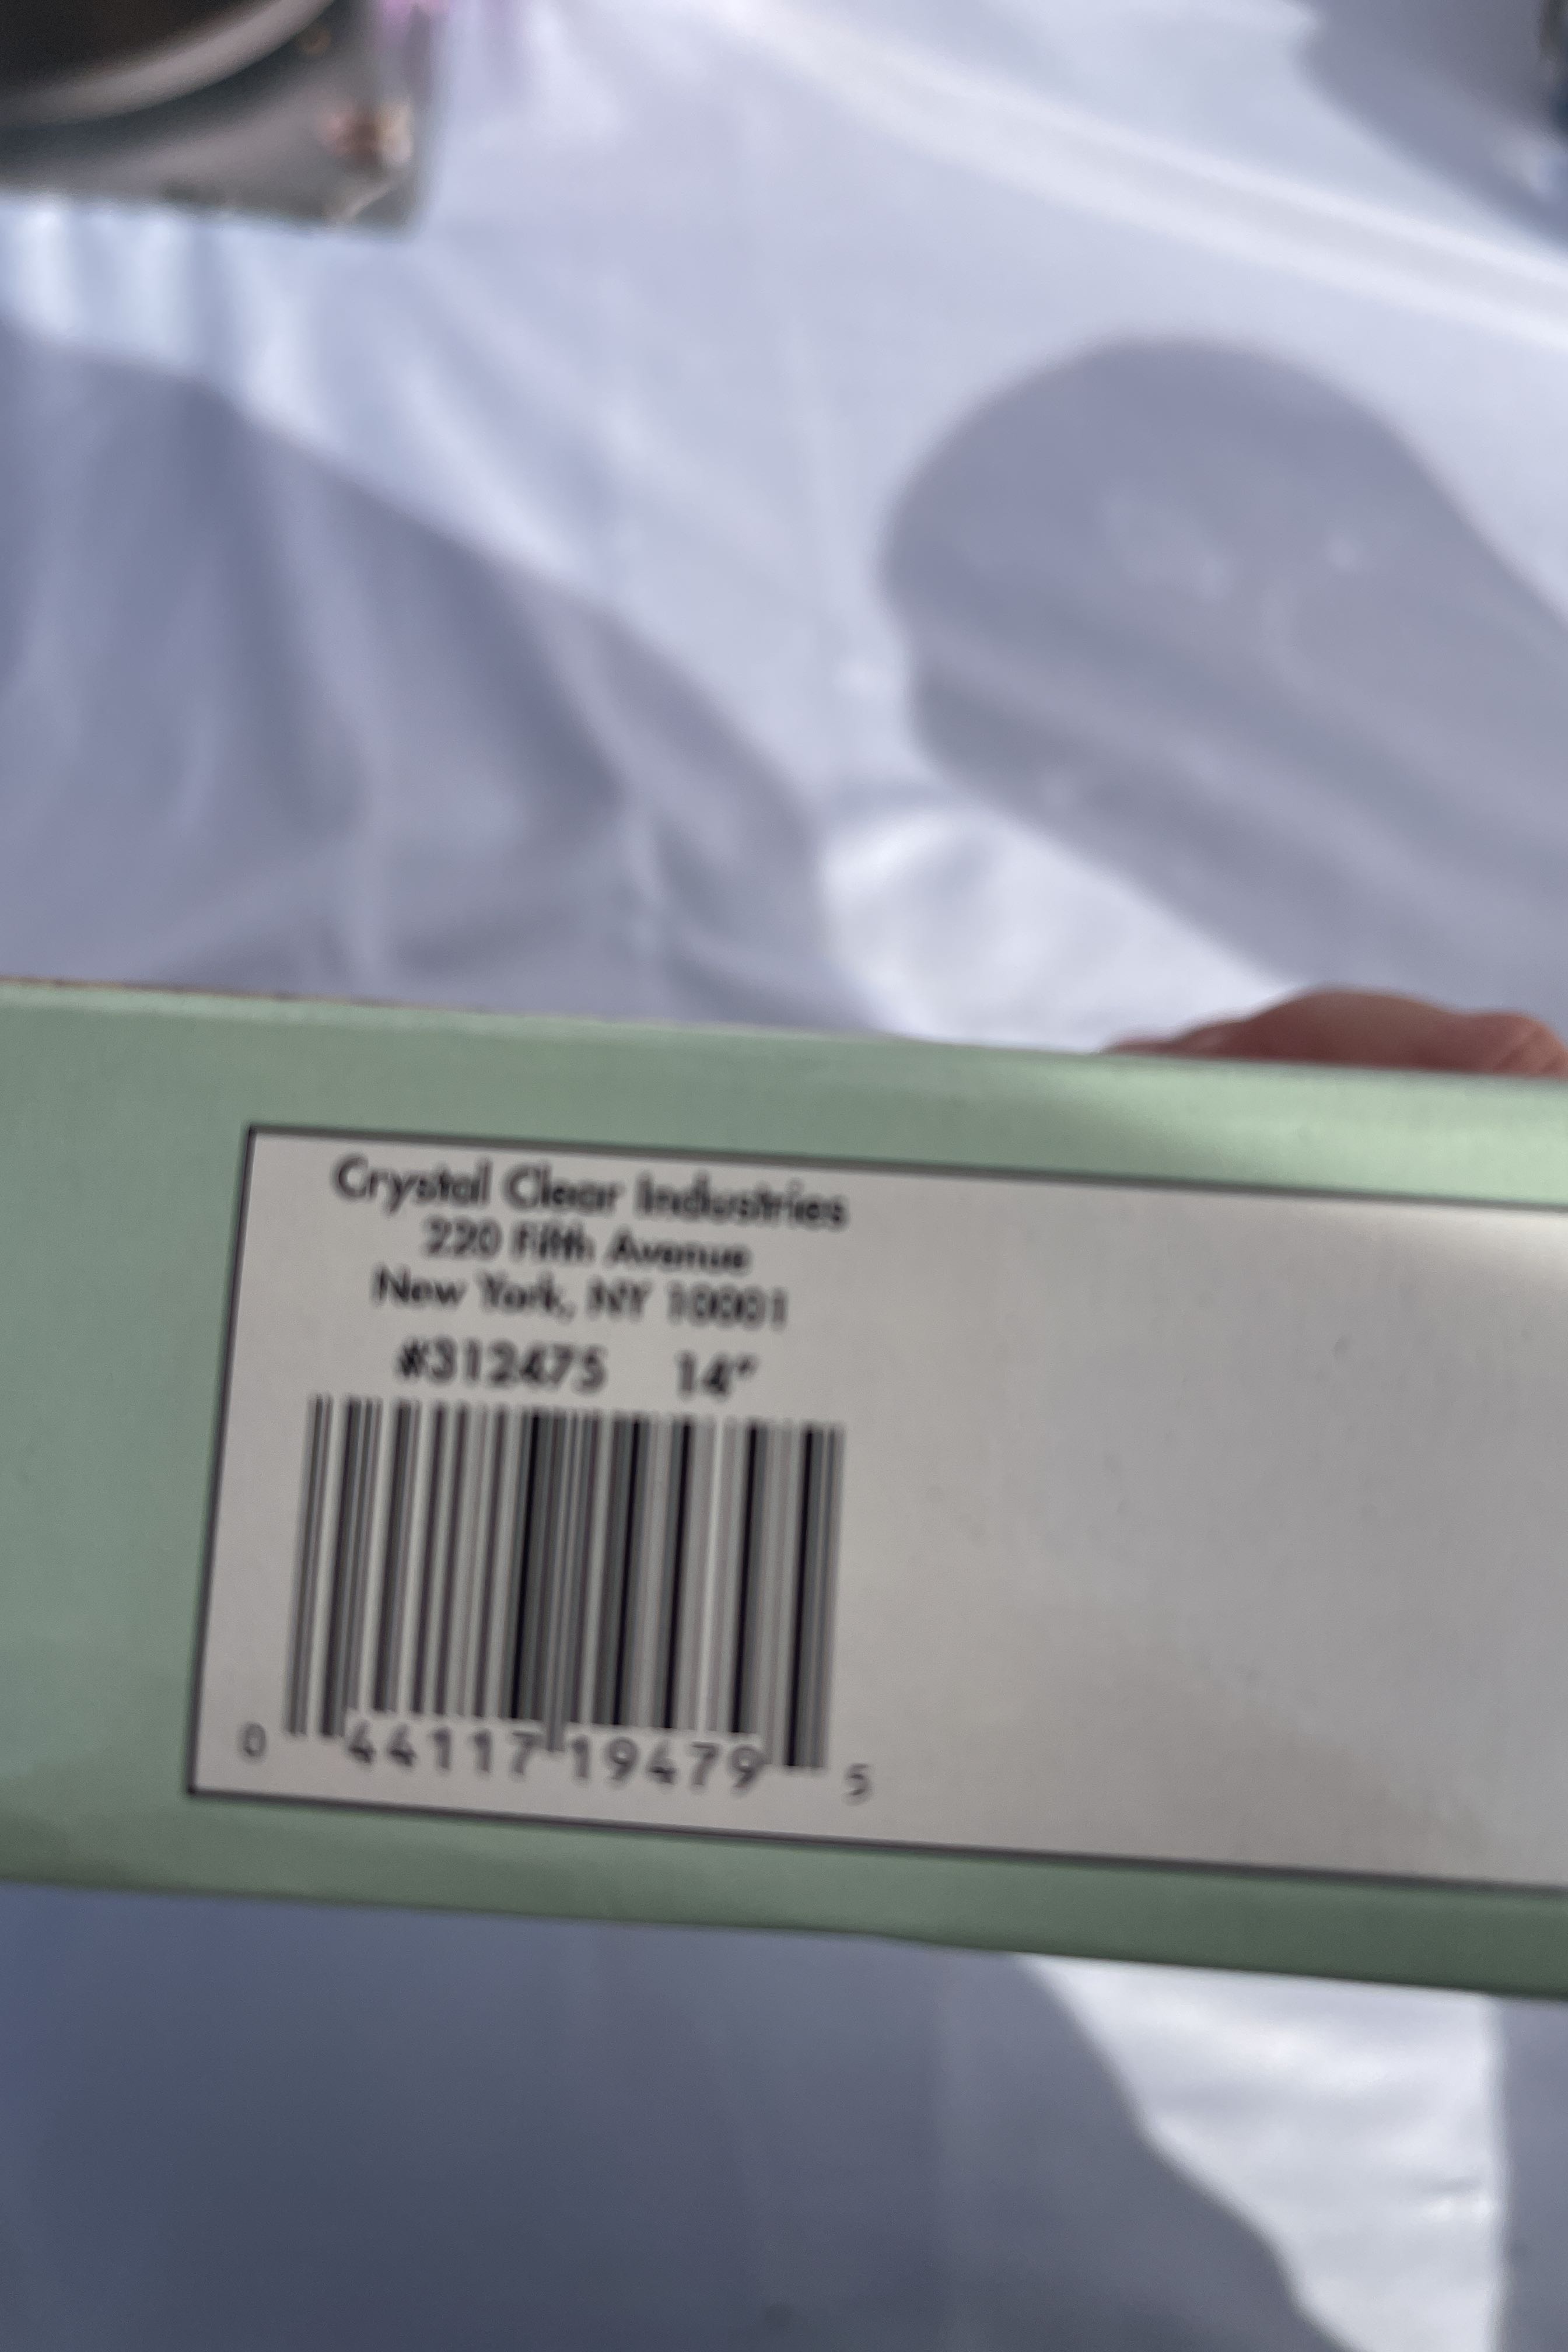 Crystal Clear Industries
220 Fifth Avenue
New York, NY 10001
#312475 14"
0 44117 19479 5